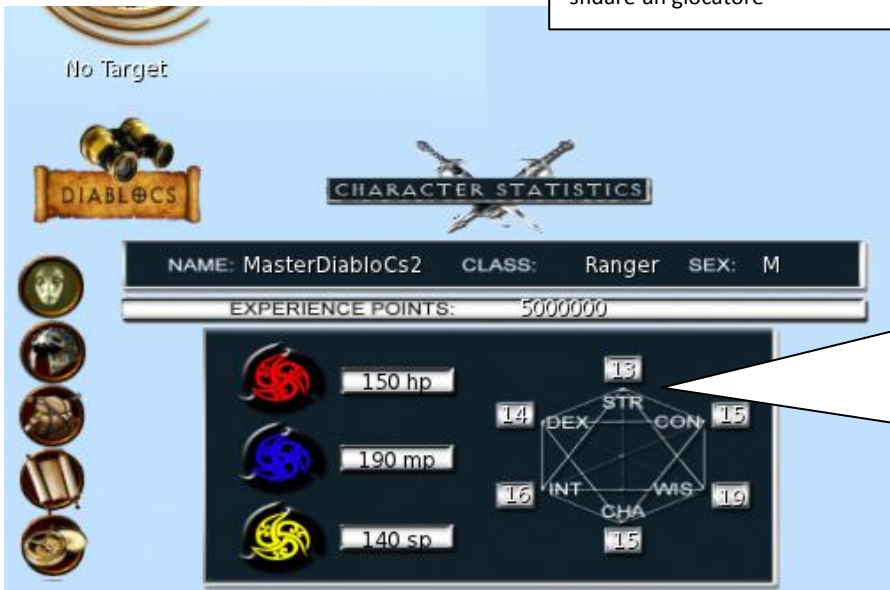 sfidare un giocatore
No Target
DIABLOCS
CHARACTER STATISTICS
NAME: MasterDiabloCs2 CLASS: Ranger SEX: M
EXPERIENCE POINTS: 5000000
150 hp
190 mp
140 sp
13
STR
14 DEX CON 15
16 INT WIS 19
CHA
15